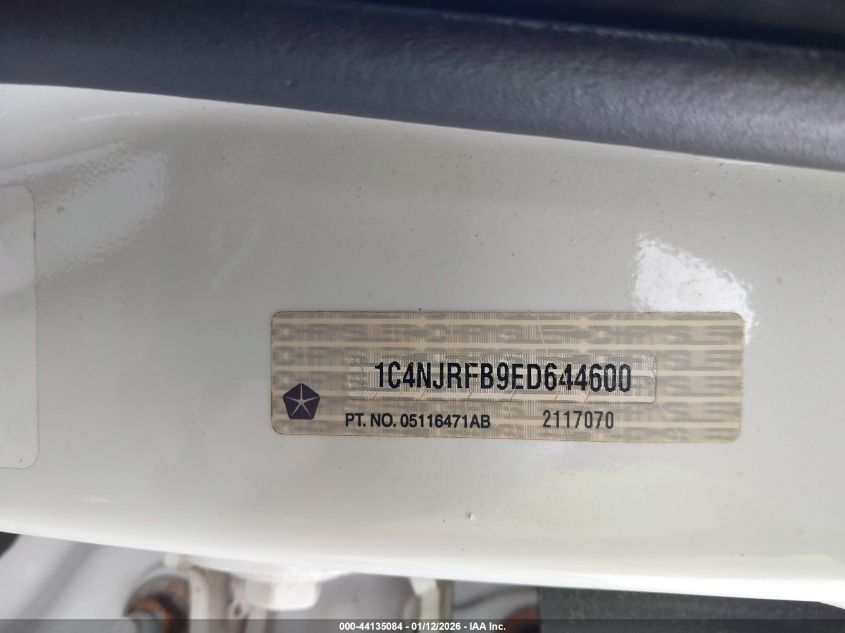 1C4NJRFB9ED644600
PT. NO. 05116471AB 2117070
000-44135084 - 01/12/2026 - IAA Inc.